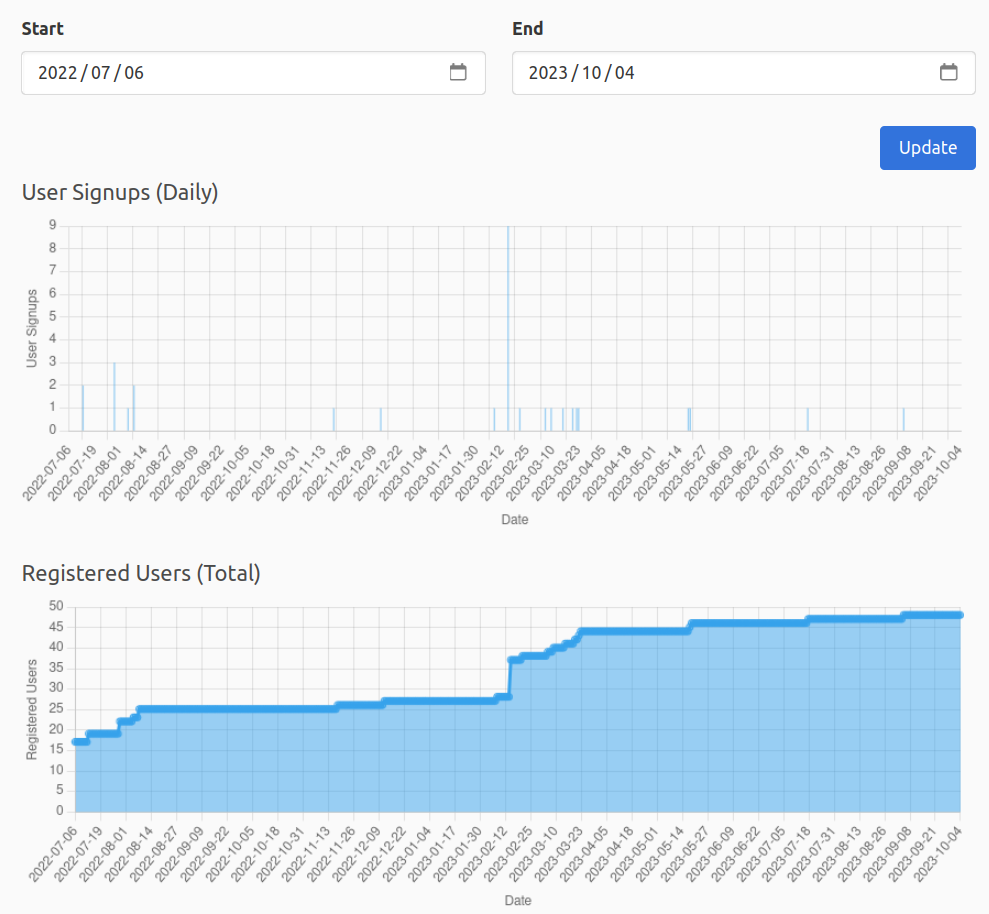 Start End
2022/07/06 2023/10/04
Update
User Signups (Daily)
9
8
7
6
5
4
3
2
1
0
User Signups
2022-07-06 2022-07-19 2022-08-01 2022-08-14 2022-08-27 2022-09-09 2022-09-22 2022-10-05 2022-10-18 2022-10-31 2022-11-13 2022-11-26 2022-12-09 2022-12-22 2023-01-04 2023-01-17 2023-01-30 2023-02-12 2023-02-25 2023-03-10 2023-03-23 2023-04-05 2023-04-18 2023-05-01 2023-05-14 2023-05-27 2023-06-09 2023-06-22 2023-07-05 2023-07-18 2023-07-31 2023-08-13 2023-08-26 2023-09-08 2023-09-21 2023-10-04
Date
Registered Users (Total)
50
45
40
35
30
25
20
15
10
5
0
Registered Users
2022-07-06 2022-07-19 2022-08-01 2022-08-14 2022-08-27 2022-09-09 2022-09-22 2022-10-05 2022-10-18 2022-10-31 2022-11-13 2022-11-26 2022-12-09 2022-12-22 2023-01-04 2023-01-17 2023-01-30 2023-02-12 2023-02-25 2023-03-10 2023-03-23 2023-04-05 2023-04-18 2023-05-01 2023-05-14 2023-05-27 2023-06-09 2023-06-22 2023-07-05 2023-07-18 2023-07-31 2023-08-13 2023-08-26 2023-09-08 2023-09-21 2023-10-04
Date